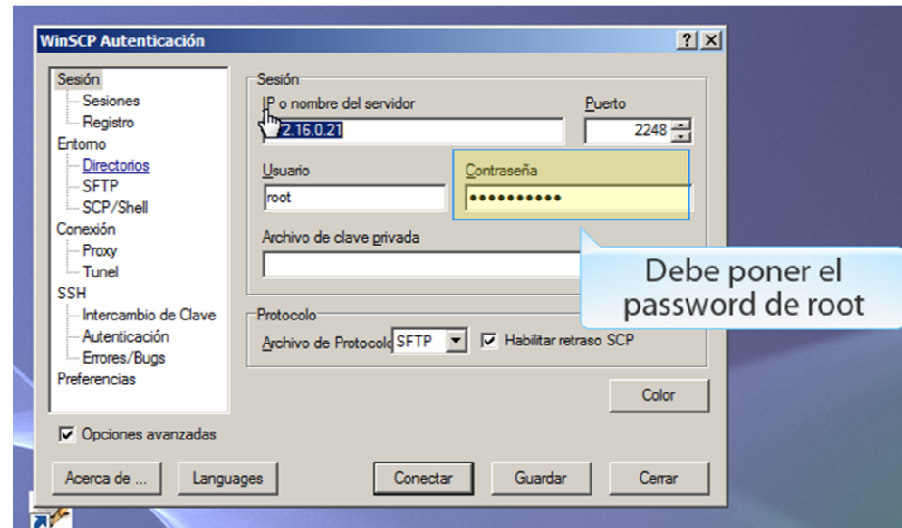 WinSCP Autenticación
Sesión
Sesiones
Registro
Entorno
Directorios
SFTP
SCP/Shell
Conexión
Proxy
Tunel
SSH
Intercambio de Clave
Autenticación
Errores/Bugs
Preferencias
Opciones avanzadas
Sesión
IP o nombre del servidor
Puerto
2.16.0.21
2248
Usuario
Contraseña
root
••••••••••
Archivo de clave privada
Debe poner el
password de root
Protocolo
Archivo de Protocolo
SFTP
Habilitar retraso SCP
Color
Acerca de ...
Languages
Conectar
Guardar
Cerrar